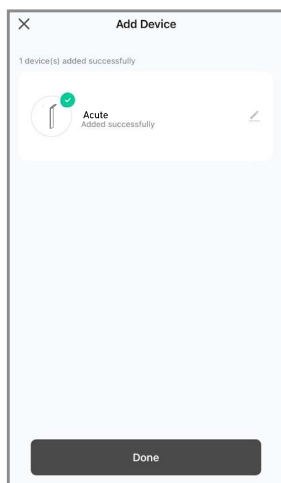 Add Device
1 device(s) added successfully
Acute
Added successfully
Done